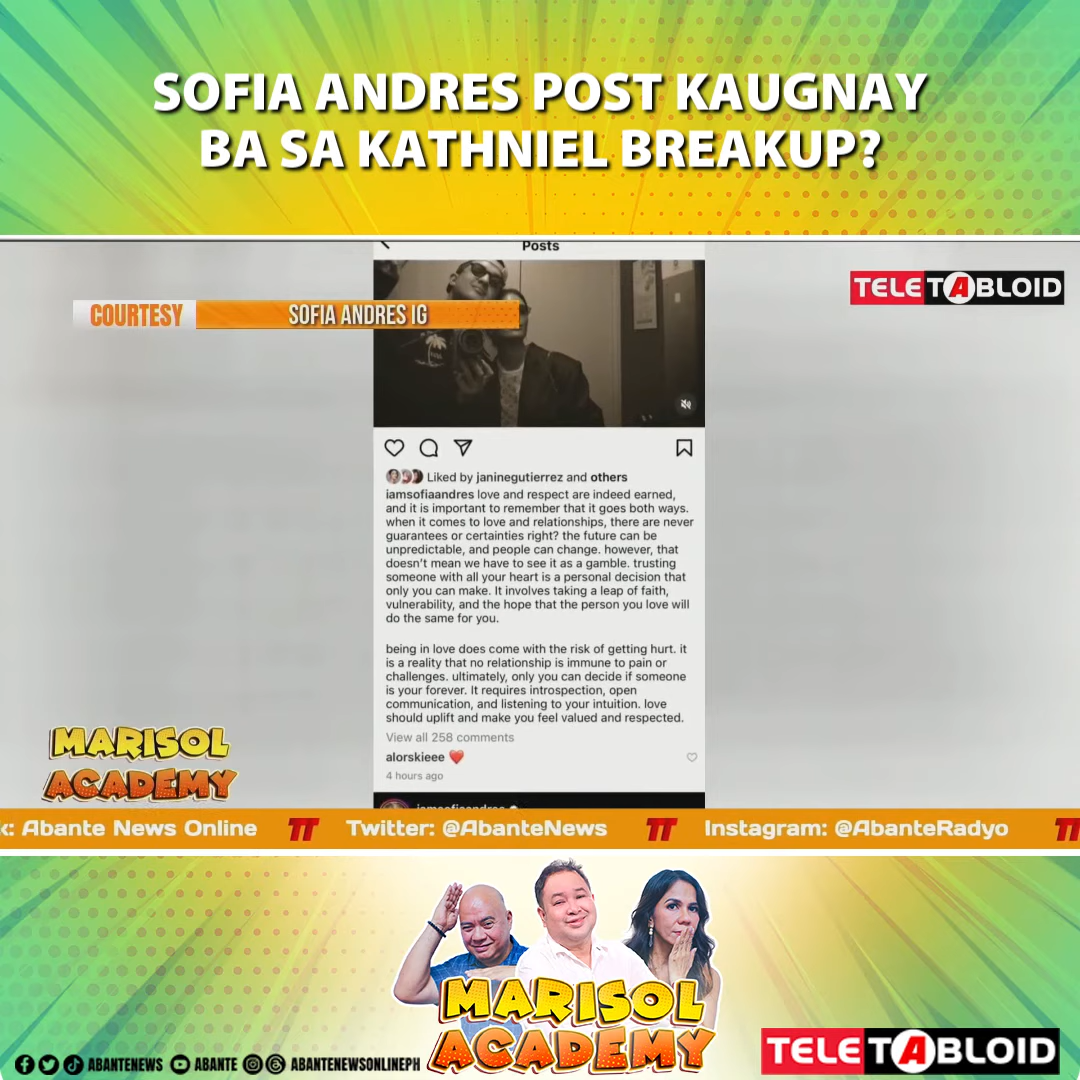 SOFIA ANDRES POST KAUGNAY
BA SA KATHNIEL BREAKUP?
Posts
TELETABLOID
COURTESY SOFIA ANDRES IG
Liked by janinegutierrez and others
iamsofiaandres love and respect are indeed earned,
and it is important to remember that it goes both ways.
when it comes to love and relationships, there are never
guarantees or certainties right? the future can be
unpredictable, and people can change. however, that
doesn't mean we have to see it as a gamble. trusting
someone with all your heart is a personal decision that
only you can make. It involves taking a leap of faith,
vulnerability, and the hope that the person you love will
do the same for you.
being in love does come with the risk of getting hurt. it
is a reality that no relationship is immune to pain or
challenges. ultimately, only you can decide if someone
is your forever. It requires introspection, open
communication, and listening to your intuition. love
should uplift and make you feel valued and respected.
View all 258 comments
alorskieee ❤️
4 hours ago
MARISOL
ACADEMY
k: Abante News Online Twitter: @AbanteNews Instagram: @AbanteRadyo
MARISOL
ACADEMY
ABANTENEWS ABANTE ABANTENEWSONLINEPH
TELETABLOID